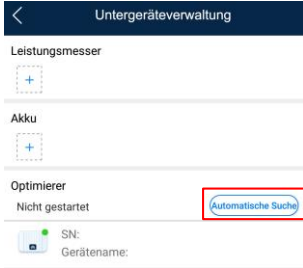 Untergeräteverwaltung
Leistungsmesser
+
Akku
+
Optimierer
Nicht gestartet Automatische Suche
SN:
Gerätename: